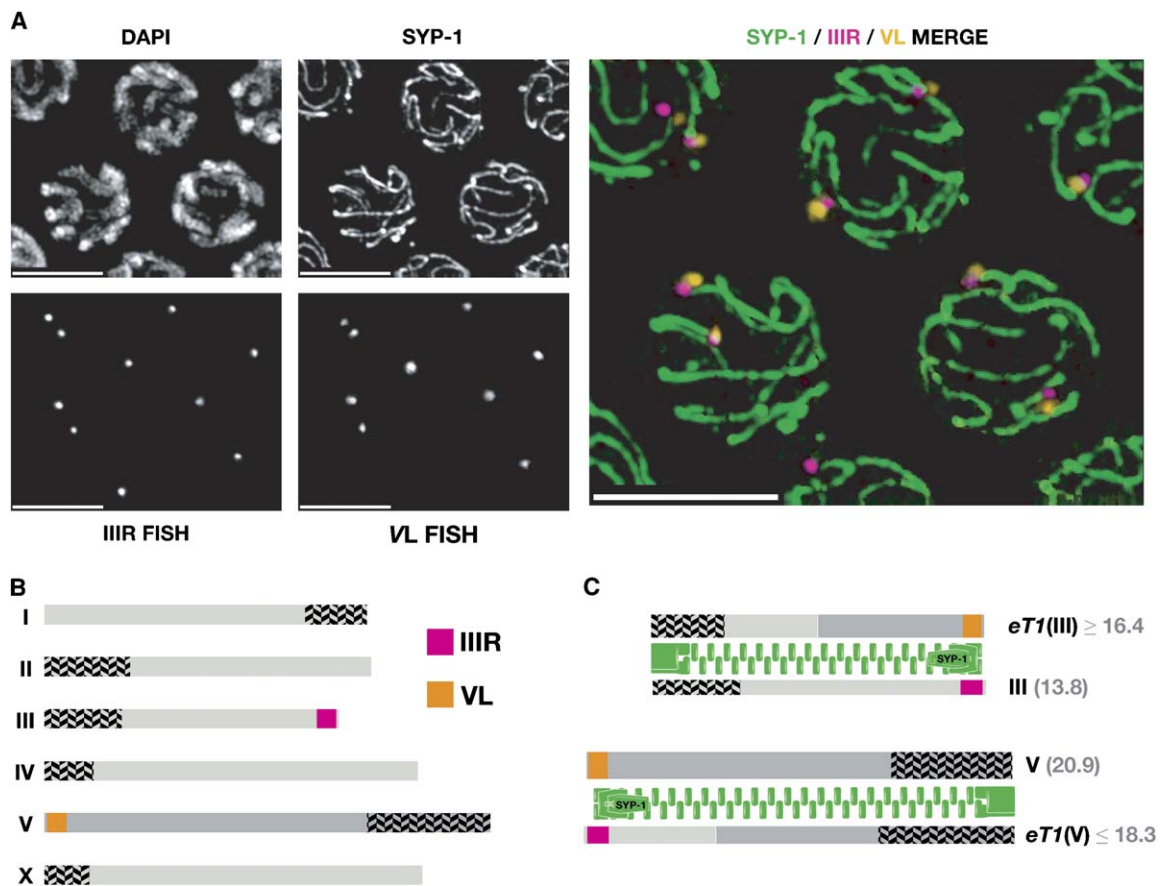 A
DAPI
SYP-1
SYP-1 / IIIR / VL MERGE
IIIR FISH
VL FISH
B
I
II
III
IV
V
X
IIIR
VL
C
eT1(III) ≥ 16.4
SYP-1
III (13.8)
V (20.9)
SYP-1
eT1(V) ≤ 18.3